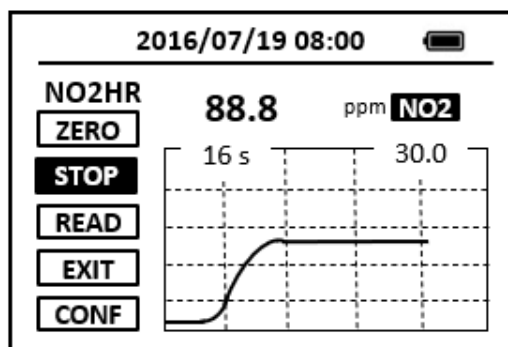 2016/07/19 08:00
NO2HR
88.8 ppm NO2
ZERO
16 s 30.0
STOP
READ
EXIT
CONF